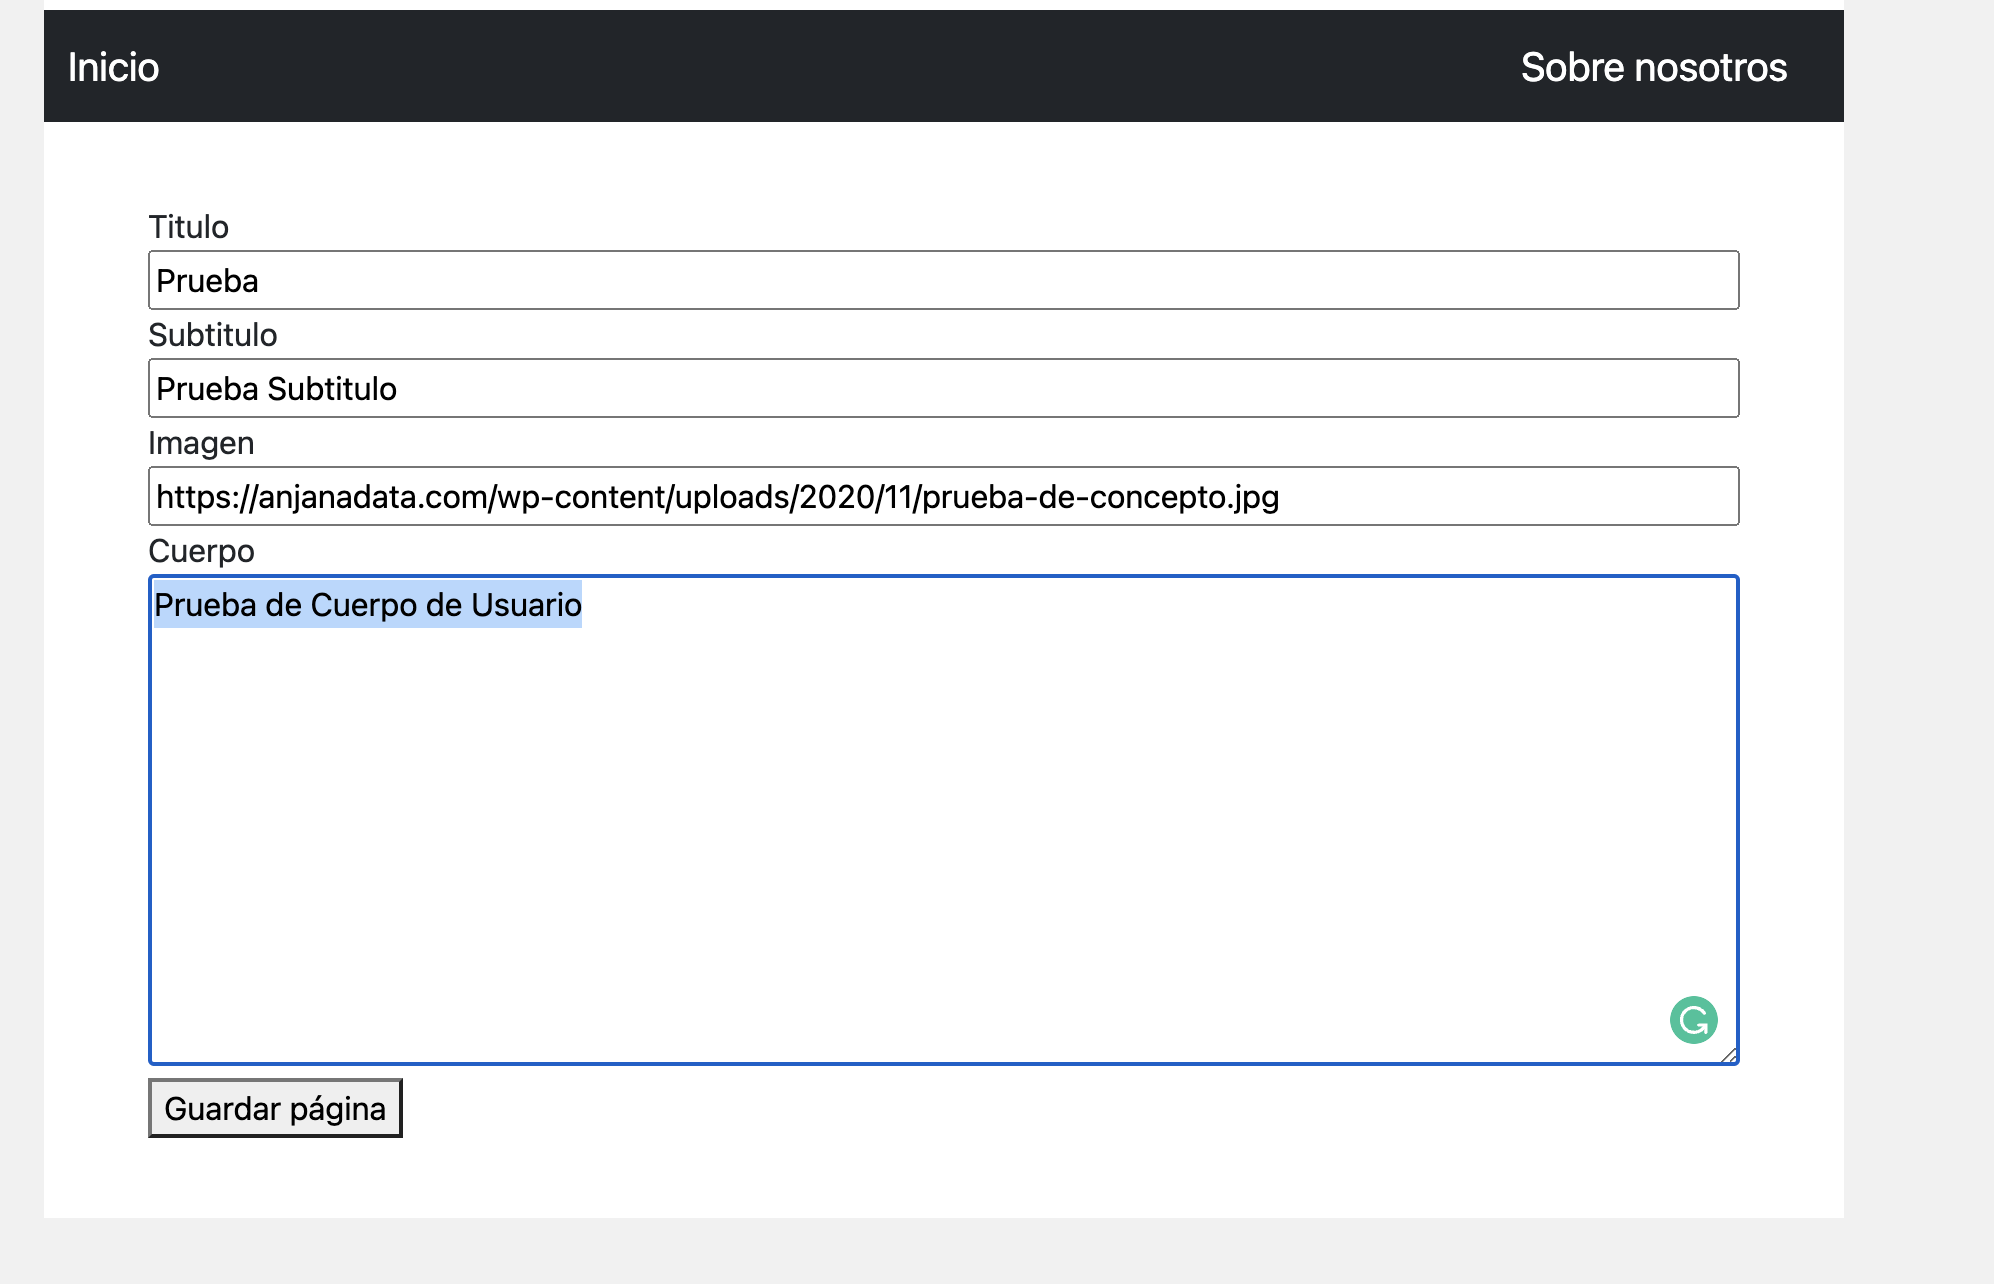 Inicio
Sobre nosotros
Titulo
Prueba
Subtitulo
Prueba Subtitulo
Imagen
https://anjanadata.com/wp-content/uploads/2020/11/prueba-de-concepto.jpg
Cuerpo
Prueba de Cuerpo de Usuario
Guardar página